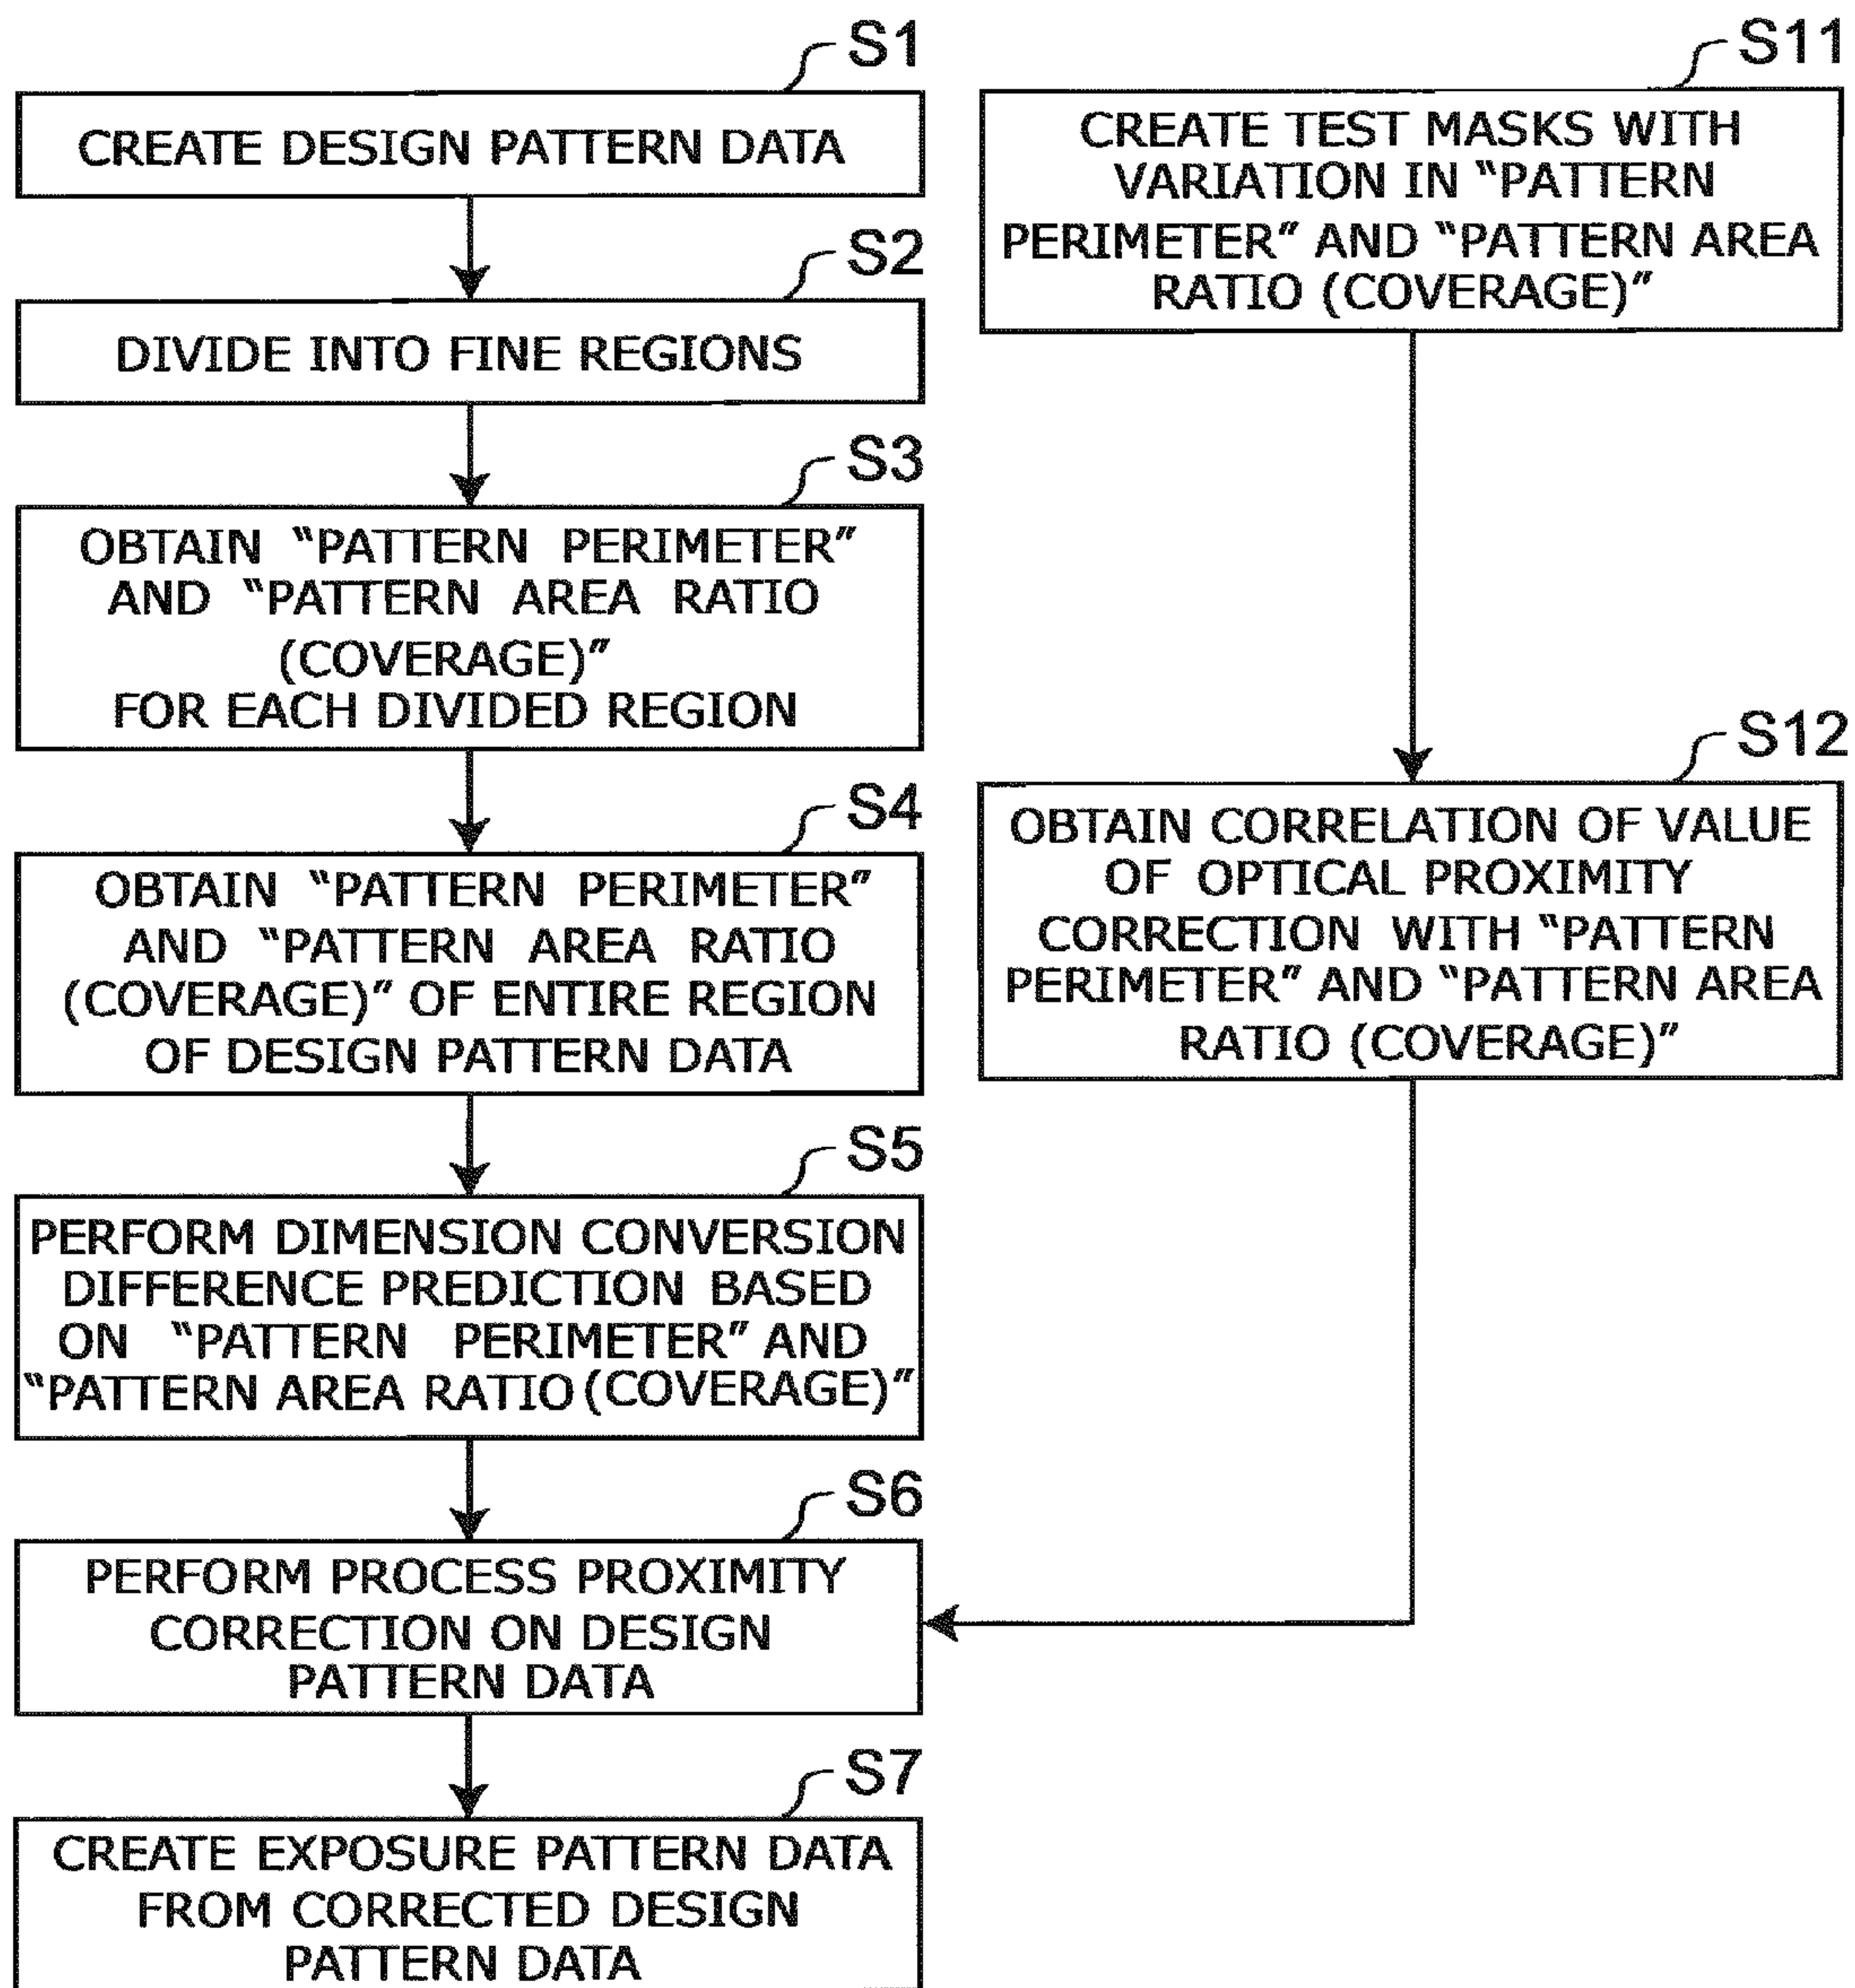 S1
CREATE DESIGN PATTERN DATA
S2
DIVIDE INTO FINE REGIONS
S3
OBTAIN “PATTERN PERIMETER”
AND “PATTERN AREA RATIO
(COVERAGE)”
FOR EACH DIVIDED REGION
S4
OBTAIN “PATTERN PERIMETER”
AND “PATTERN AREA RATIO
(COVERAGE)” OF ENTIRE REGION
OF DESIGN PATTERN DATA
S5
PERFORM DIMENSION CONVERSION
DIFFERENCE PREDICTION BASED
ON “PATTERN PERIMETER” AND
“PATTERN AREA RATIO (COVERAGE)”
S6
PERFORM PROCESS PROXIMITY
CORRECTION ON DESIGN
PATTERN DATA
S7
CREATE EXPOSURE PATTERN DATA
FROM CORRECTED DESIGN
PATTERN DATA
S11
CREATE TEST MASKS WITH
VARIATION IN “PATTERN
PERIMETER” AND “PATTERN AREA
RATIO (COVERAGE)”
S12
OBTAIN CORRELATION OF VALUE
OF OPTICAL PROXIMITY
CORRECTION WITH “PATTERN
PERIMETER” AND “PATTERN AREA
RATIO (COVERAGE)”